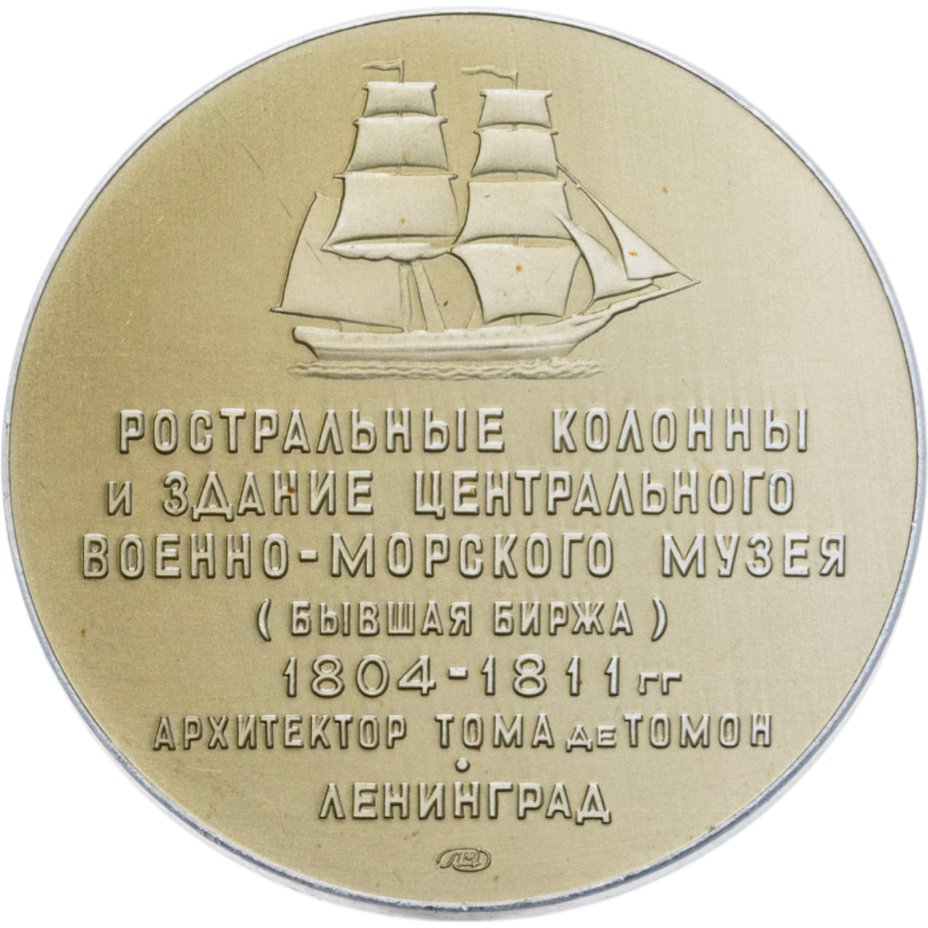 РОСТРАЛЬНЫЕ КОЛОННЫ
и ЗДАНИЕ ЦЕНТРАЛЬНОГО
ВОЕННО-МОРСКОГО МУЗЕЯ
( БЫВШАЯ БИРЖА )
1804-1811 гг
АРХИТЕКТОР ТОМА де ТОМОН
•
ЛЕНИНГРАД
ЛМД